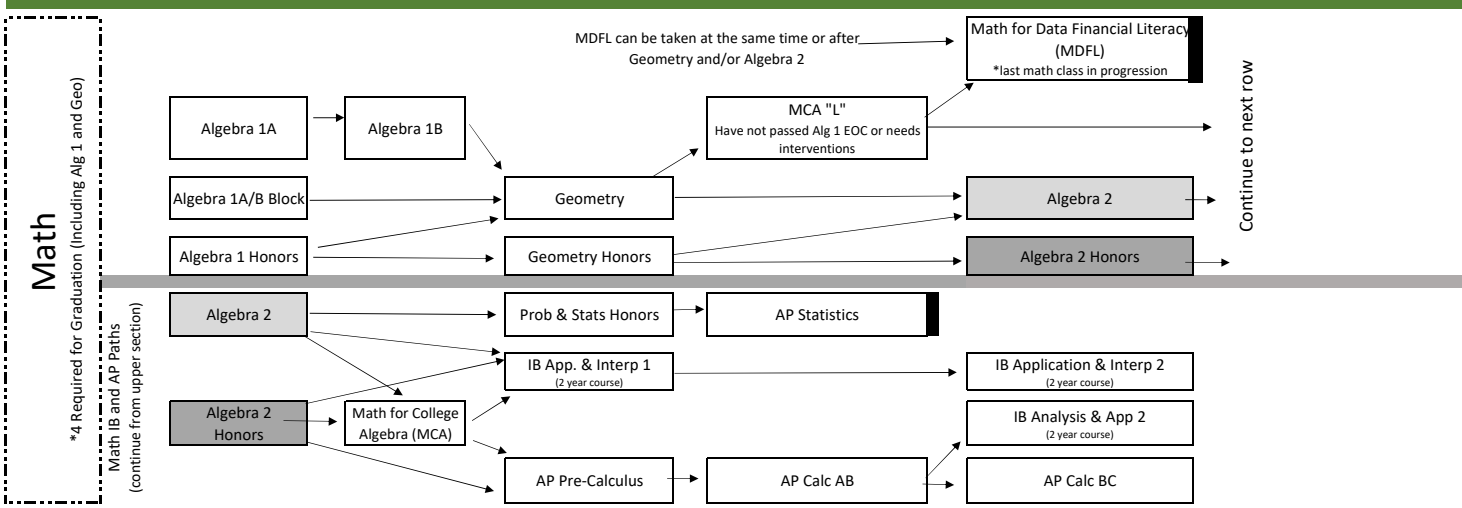 Math
*4 Required for Graduation (Including Alg 1 and Geo)
MDFL can be taken at the same time or after
Geometry and/or Algebra 2
Math for Data Financial Literacy
(MDFL)
*last math class in progression
Continue to next row
Algebra 1A
Algebra 1B
MCA "L"
Have not passed Alg 1 EOC or needs
interventions
Algebra 1A/B Block
Geometry
Algebra 2
Algebra 1 Honors
Geometry Honors
Algebra 2 Honors
Math IB and AP Paths
(continue from upper section)
Algebra 2
Prob & Stats Honors
AP Statistics
IB App. & Interp 1
(2 year course)
IB Application & Interp 2
(2 year course)
Algebra 2
Honors
Math for College
Algebra (MCA)
IB Analysis & App 2
(2 year course)
AP Pre-Calculus
AP Calc AB
AP Calc BC